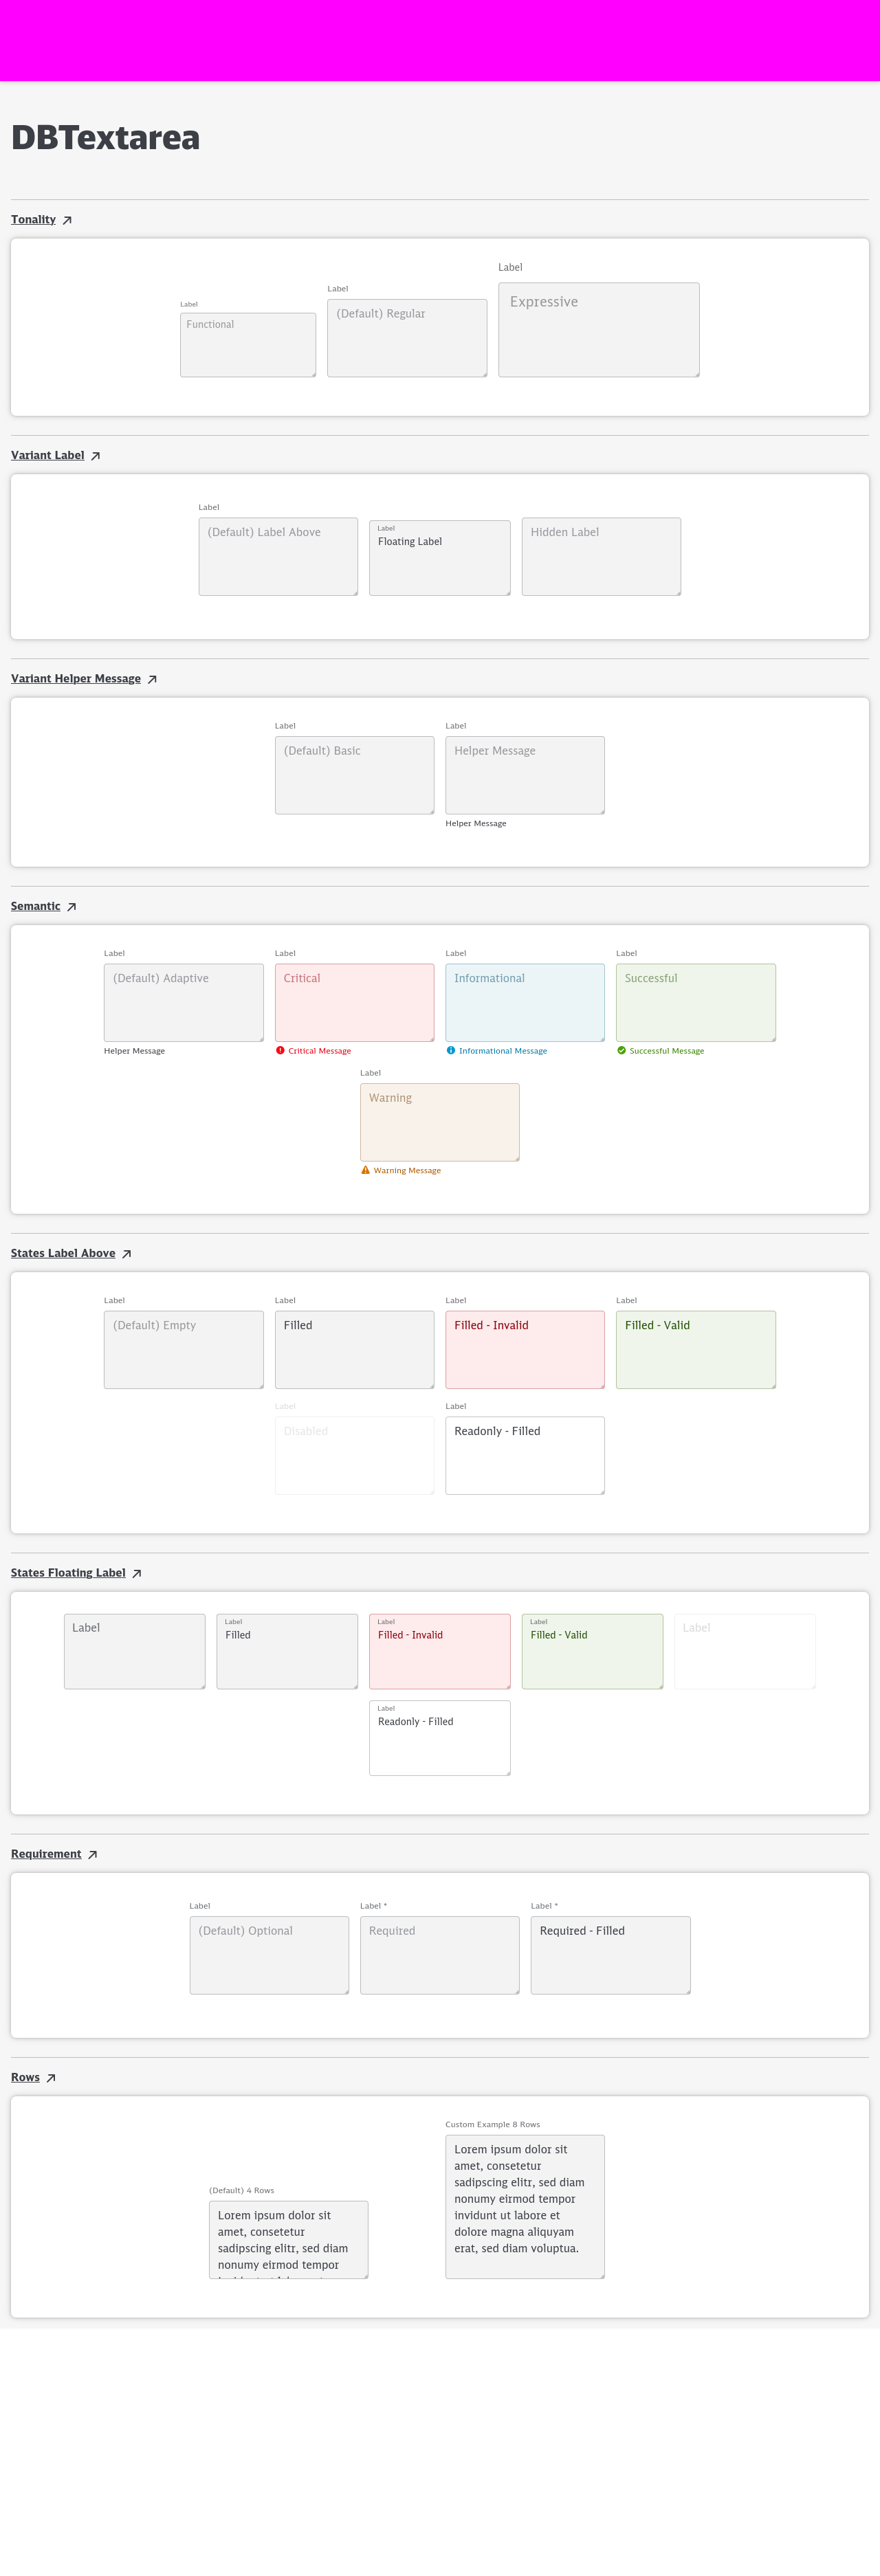 DBTextarea
Tonality
Label
Functional
Label
(Default) Regular
Label
Expressive
Variant Label
Label
(Default) Label Above
Label
Floating Label
Hidden Label
Variant Helper Message
Label
(Default) Basic
Label
Helper Message
Helper Message
Semantic
Label
(Default) Adaptive
Helper Message
Label
Critical
Critical Message
Label
Informational
Informational Message
Label
Successful
Successful Message
Label
Warning
Warning Message
States Label Above
Label
(Default) Empty
Label
Filled
Label
Filled - Invalid
Label
Filled - Valid
Label
Disabled
Label
Readonly - Filled
States Floating Label
Label
Label
Filled
Label
Filled - Invalid
Label
Filled - Valid
Label
Label
Readonly - Filled
Requirement
Label
(Default) Optional
Label *
Required
Label *
Required - Filled
Rows
(Default) 4 Rows
Lorem ipsum dolor sit
amet, consetetur
sadipscing elitr, sed diam
nonumy eirmod tempor
Custom Example 8 Rows
Lorem ipsum dolor sit
amet, consetetur
sadipscing elitr, sed diam
nonumy eirmod tempor
invidunt ut labore et
dolore magna aliquyam
erat, sed diam voluptua.